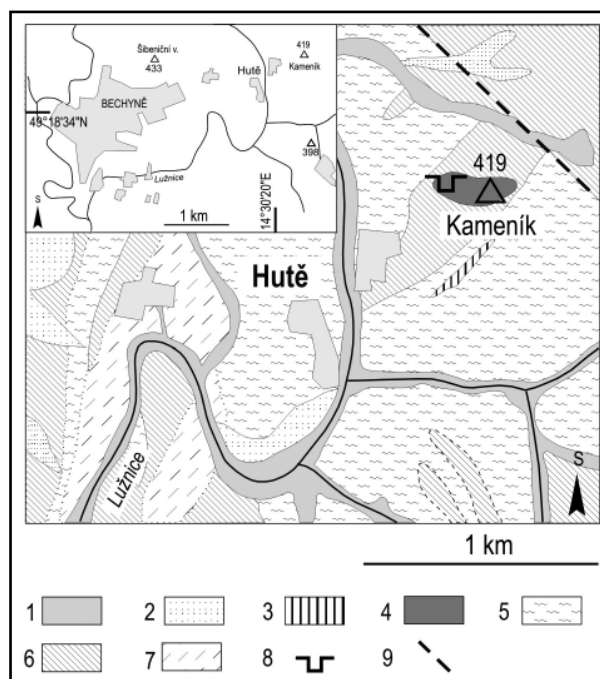 Šibeniční v.
433
419
Kameník
Hutě
BECHYNĚ
49°18'34"N
398
Lužnice
S
1 km
14°30'20"E
419
Kameník
Hutě
Lužnice
S
1 km
1 2 3 4 5
6 7 8 9